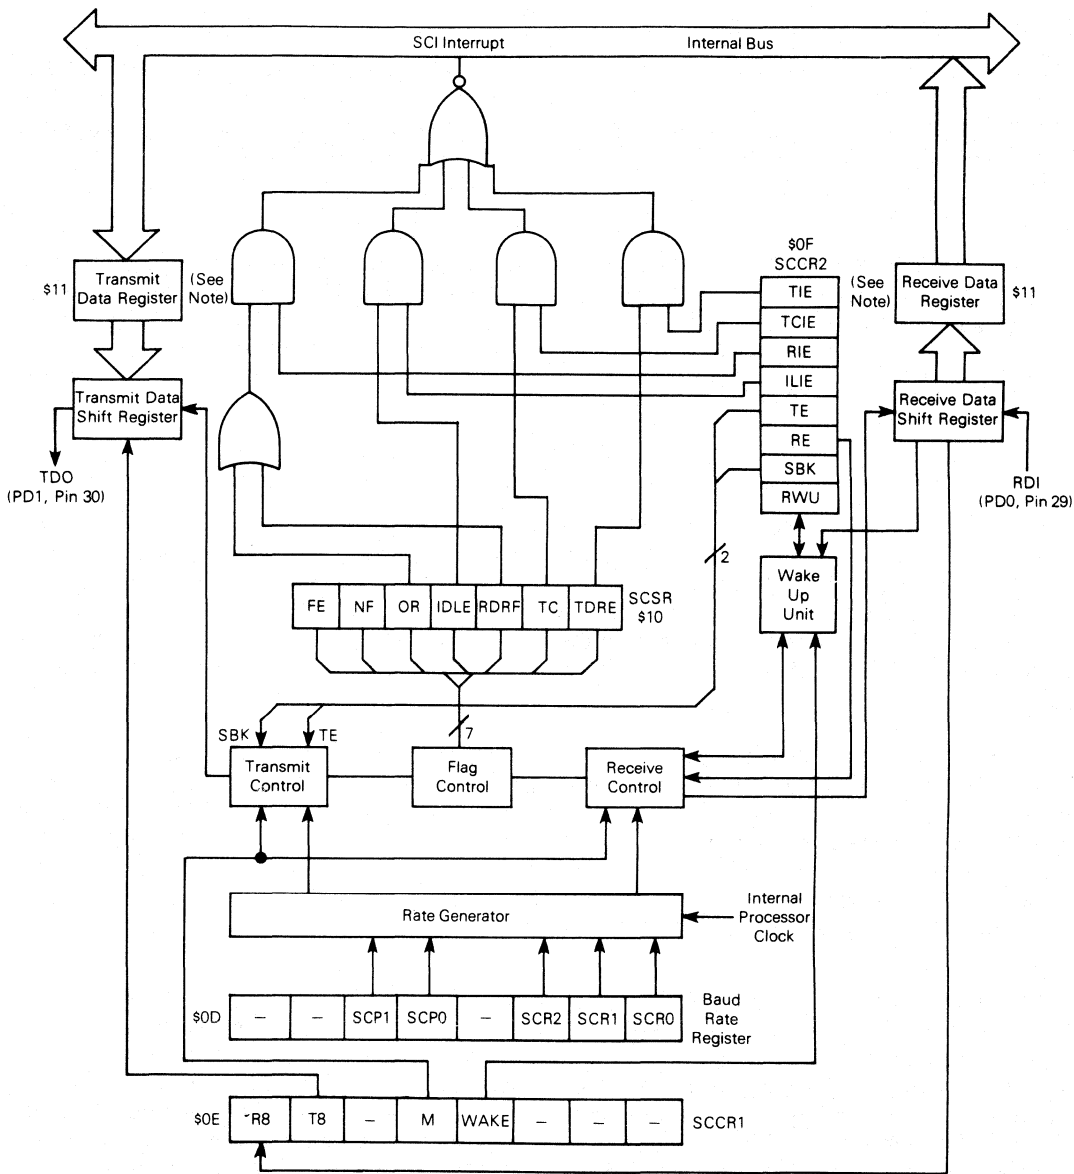 SCI Interrupt
Internal Bus
$0F
SCCR2
TIE
TCIE
RIE
ILIE
TE
RE
SBK
RWU
$11
Transmit
Data Register
(See
Note)
(See
Note)
Receive Data
Register
$11
Transmit Data
Shift Register
Receive Data
Shift Register
TDO
(PD1, Pin 30)
RDI
(PD0, Pin 29)
2
Wake
Up
Unit
FE
NF
OR
IDLE
RDRF
TC
TDRE
SCSR
$10
7
SBK
TE
Transmit
Control
Flag
Control
Receive
Control
Rate Generator
Internal
Processor
Clock
$0D
–
–
SCP1
SCP0
–
SCR2
SCR1
SCR0
Baud
Rate
Register
$0E
R8
T8
–
M
WAKE
–
–
–
SCCR1